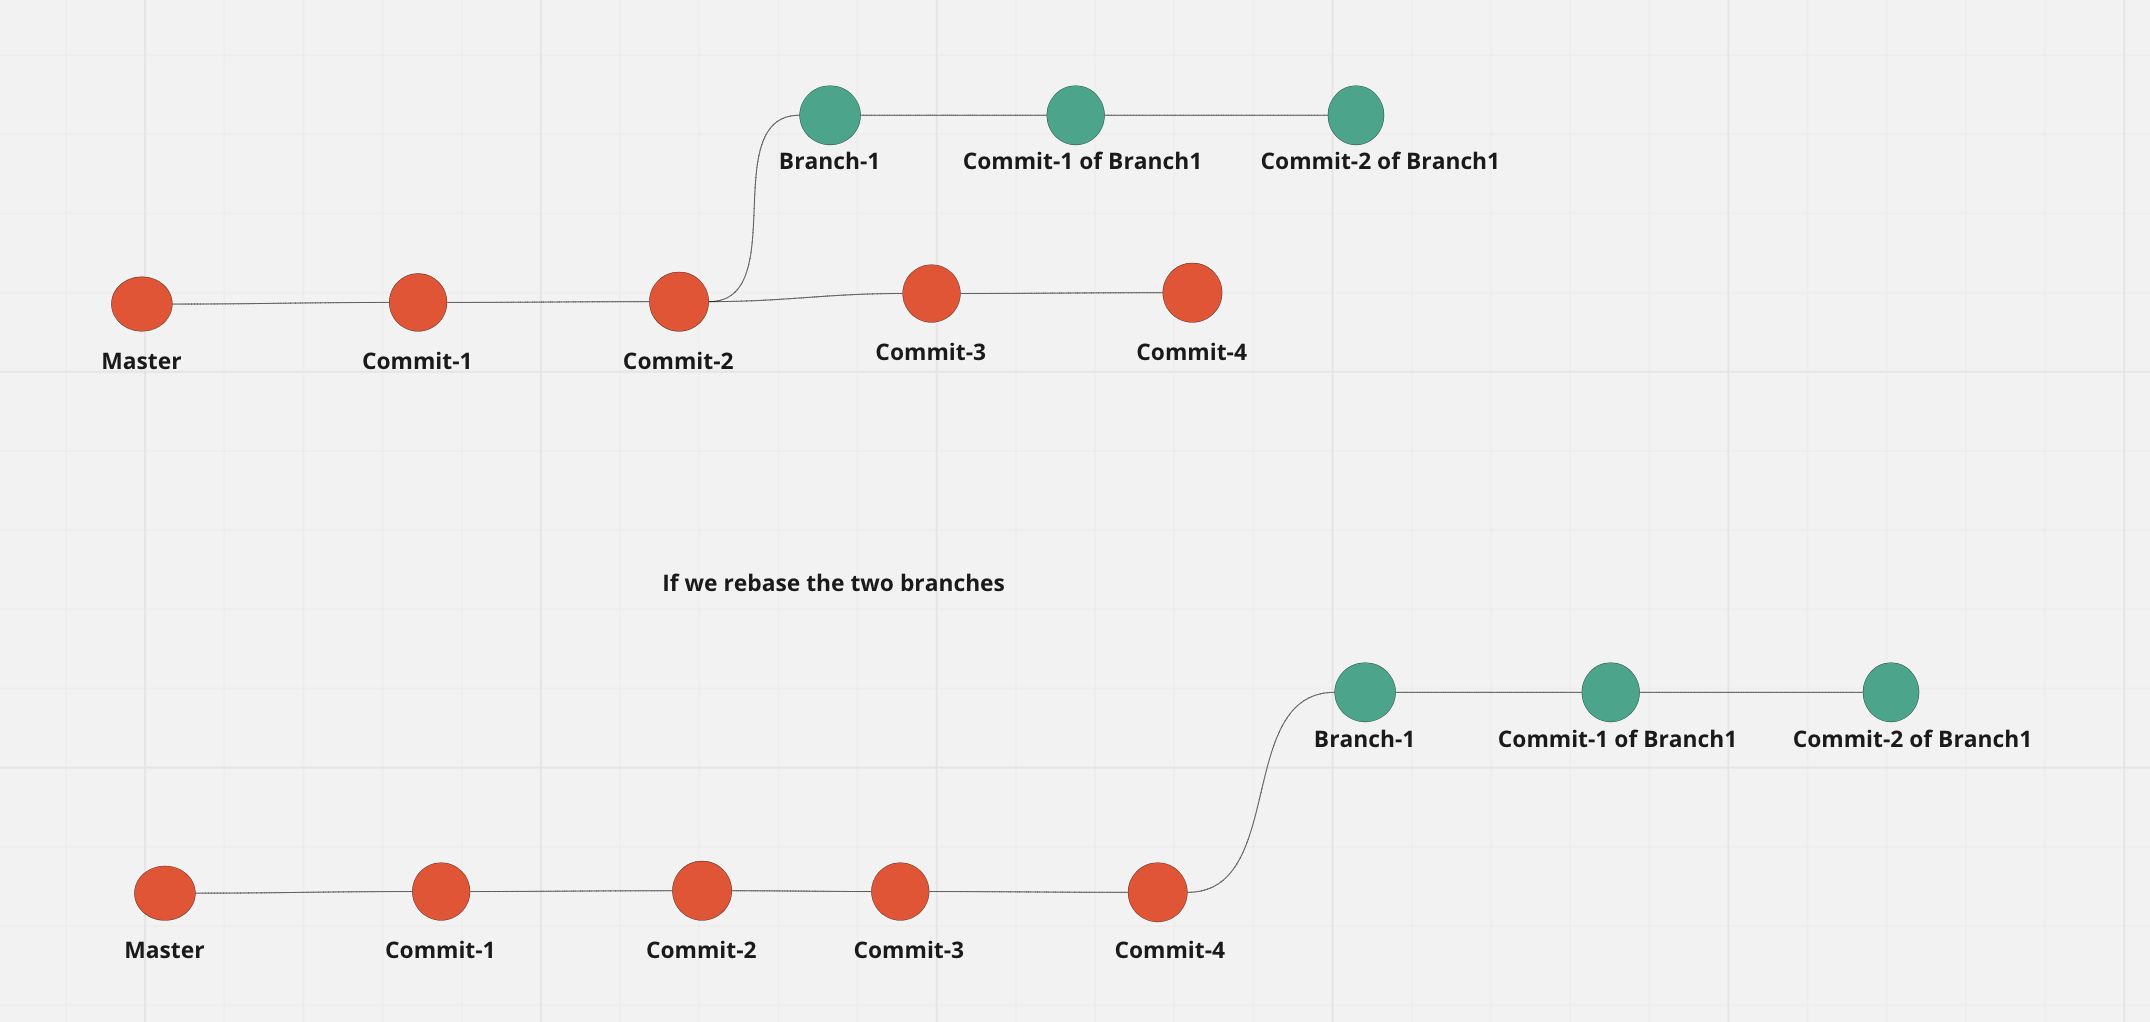 Branch-1
Commit-1 of Branch1
Commit-2 of Branch1
Master
Commit-1
Commit-2
Commit-3
Commit-4
If we rebase the two branches
Branch-1
Commit-1 of Branch1
Commit-2 of Branch1
Master
Commit-1
Commit-2
Commit-3
Commit-4